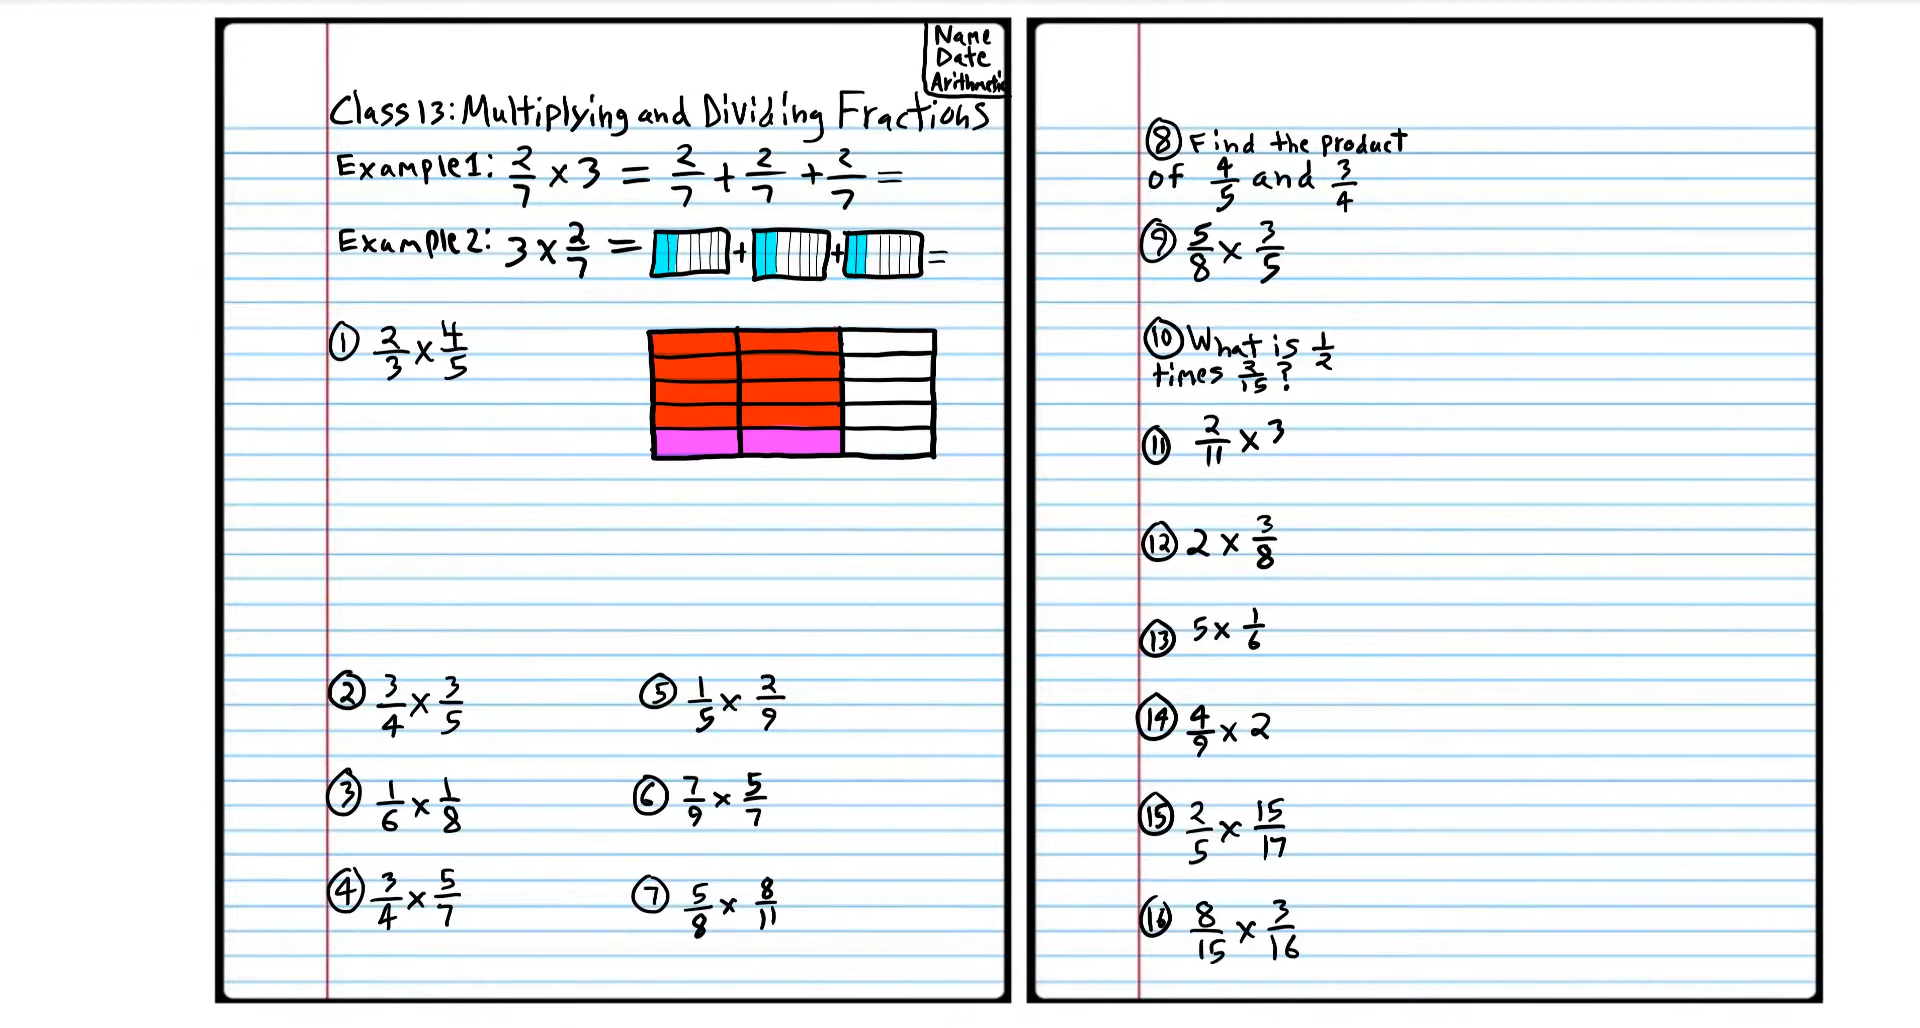 Name
Date
Arithmetic
Class 13: Multiplying and Dividing Fractions
Example 1: 2/7 × 3 = 2/7 + 2/7 + 2/7 =
Example 2: 3 × 2/7 = + + =
① 2/3 × 4/5
② 3/4 × 3/5
③ 1/6 × 1/8
④ 3/4 × 5/7
⑤ 1/5 × 2/9
⑥ 7/9 × 5/7
⑦ 5/8 × 8/11
⑧ Find the product
of 4/5 and 3/4
⑨ 5/8 × 3/5
⑩ What is 1/2
times 2/15?
⑪ 2/11 × 3
⑫ 2 × 3/8
⑬ 5 × 1/6
⑭ 4/9 × 2
⑮ 2/5 × 15/17
⑯ 8/15 × 3/16